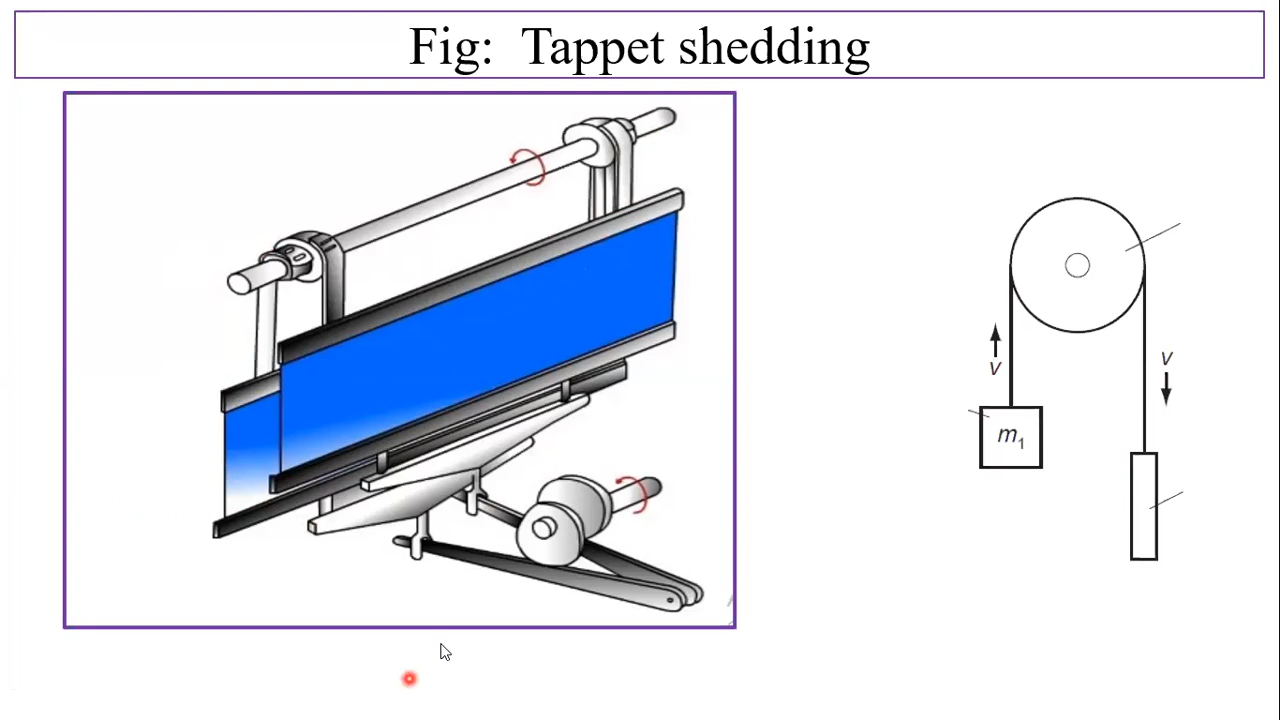 Fig: Tappet shedding
v
v
m₁